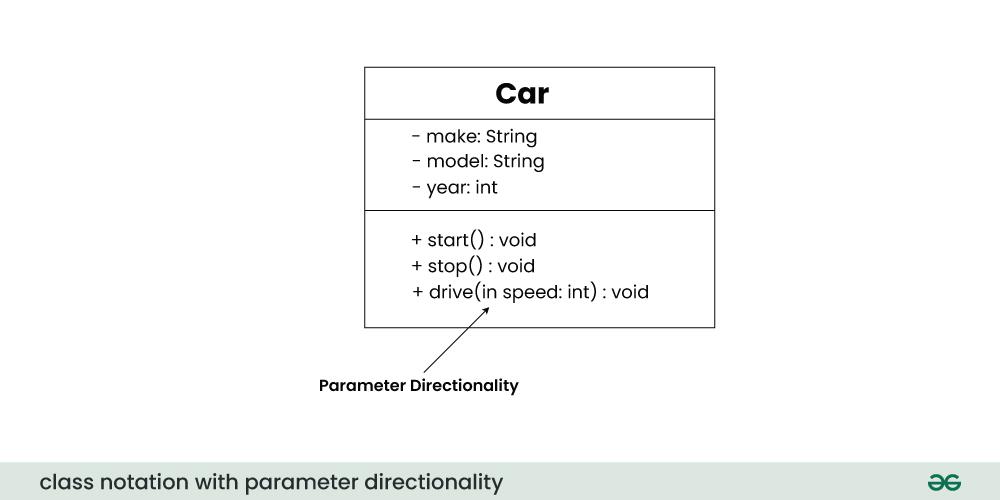 Car
- make: String
- model: String
- year: int
+ start() : void
+ stop() : void
+ drive(in speed: int) : void
Parameter Directionality
class notation with parameter directionality